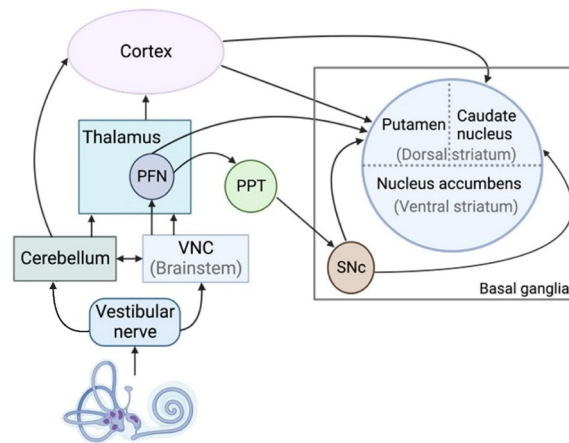 Cortex
Thalamus
PFN
PPT
Putamen
Caudate
nucleus
(Dorsal striatum)
Nucleus accumbens
(Ventral striatum)
Cerebellum
VNC
(Brainstem)
SNc
Basal ganglia
Vestibular
nerve